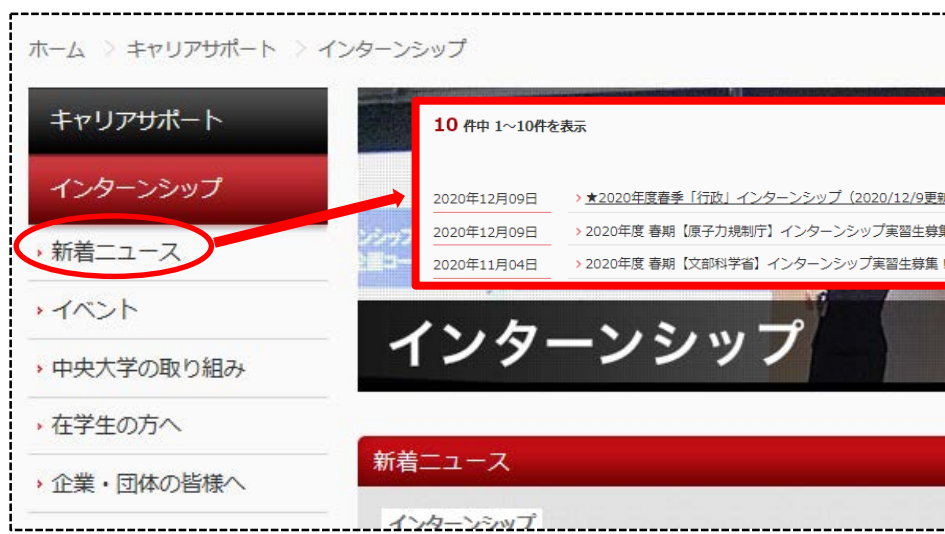 ホーム > キャリアサポート > インターンシップ
キャリアサポート
インターンシップ
新着ニュース
イベント
中央大学の取り組み
在学生の方へ
企業・団体の皆様へ
10 件中 1～10件を表示
2020年12月09日 > ★2020年度春季「行政」インターンシップ（2020/12/9更新
2020年12月09日 > 2020年度 春期【原子力規制庁】インターンシップ実習生募集
2020年11月04日 > 2020年度 春期【文部科学省】インターンシップ実習生募集！
インターンシップ
新着ニュース
インターンシップ